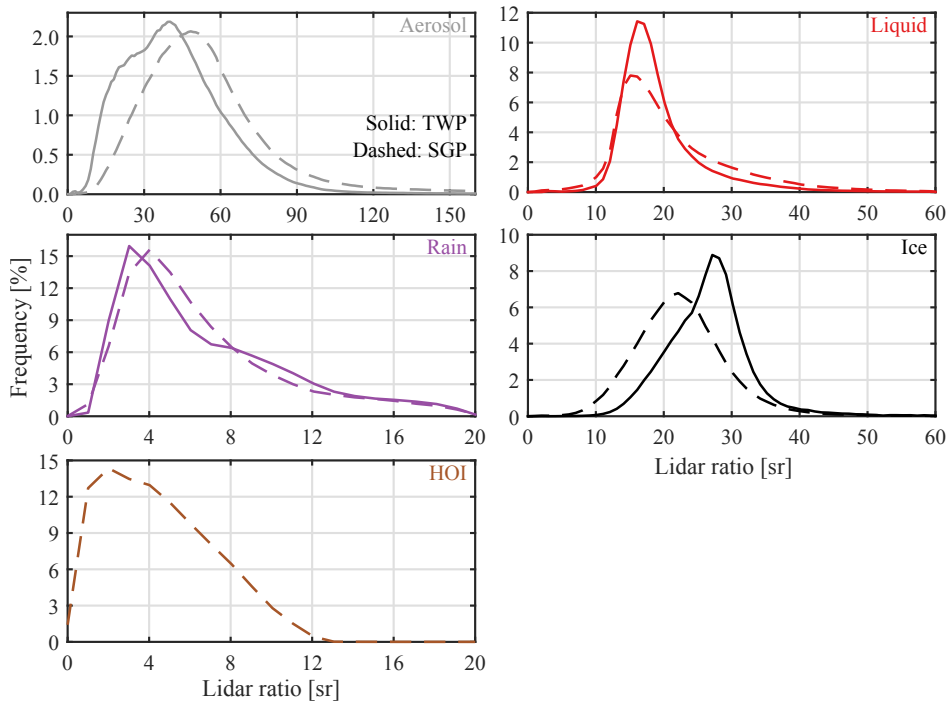 Aerosol
2.0
1.5
1.0
0.5
0.0
Solid: TWP
Dashed: SGP
0 30 60 90 120 150
Liquid
12
10
8
6
4
2
0
0 10 20 30 40 50 60
Rain
15
12
9
6
3
0
0 4 8 12 16 20
Frequency [%]
Ice
10
8
6
4
2
0
0 10 20 30 40 50 60
Lidar ratio [sr]
HOI
15
12
9
6
3
0
0 4 8 12 16 20
Lidar ratio [sr]